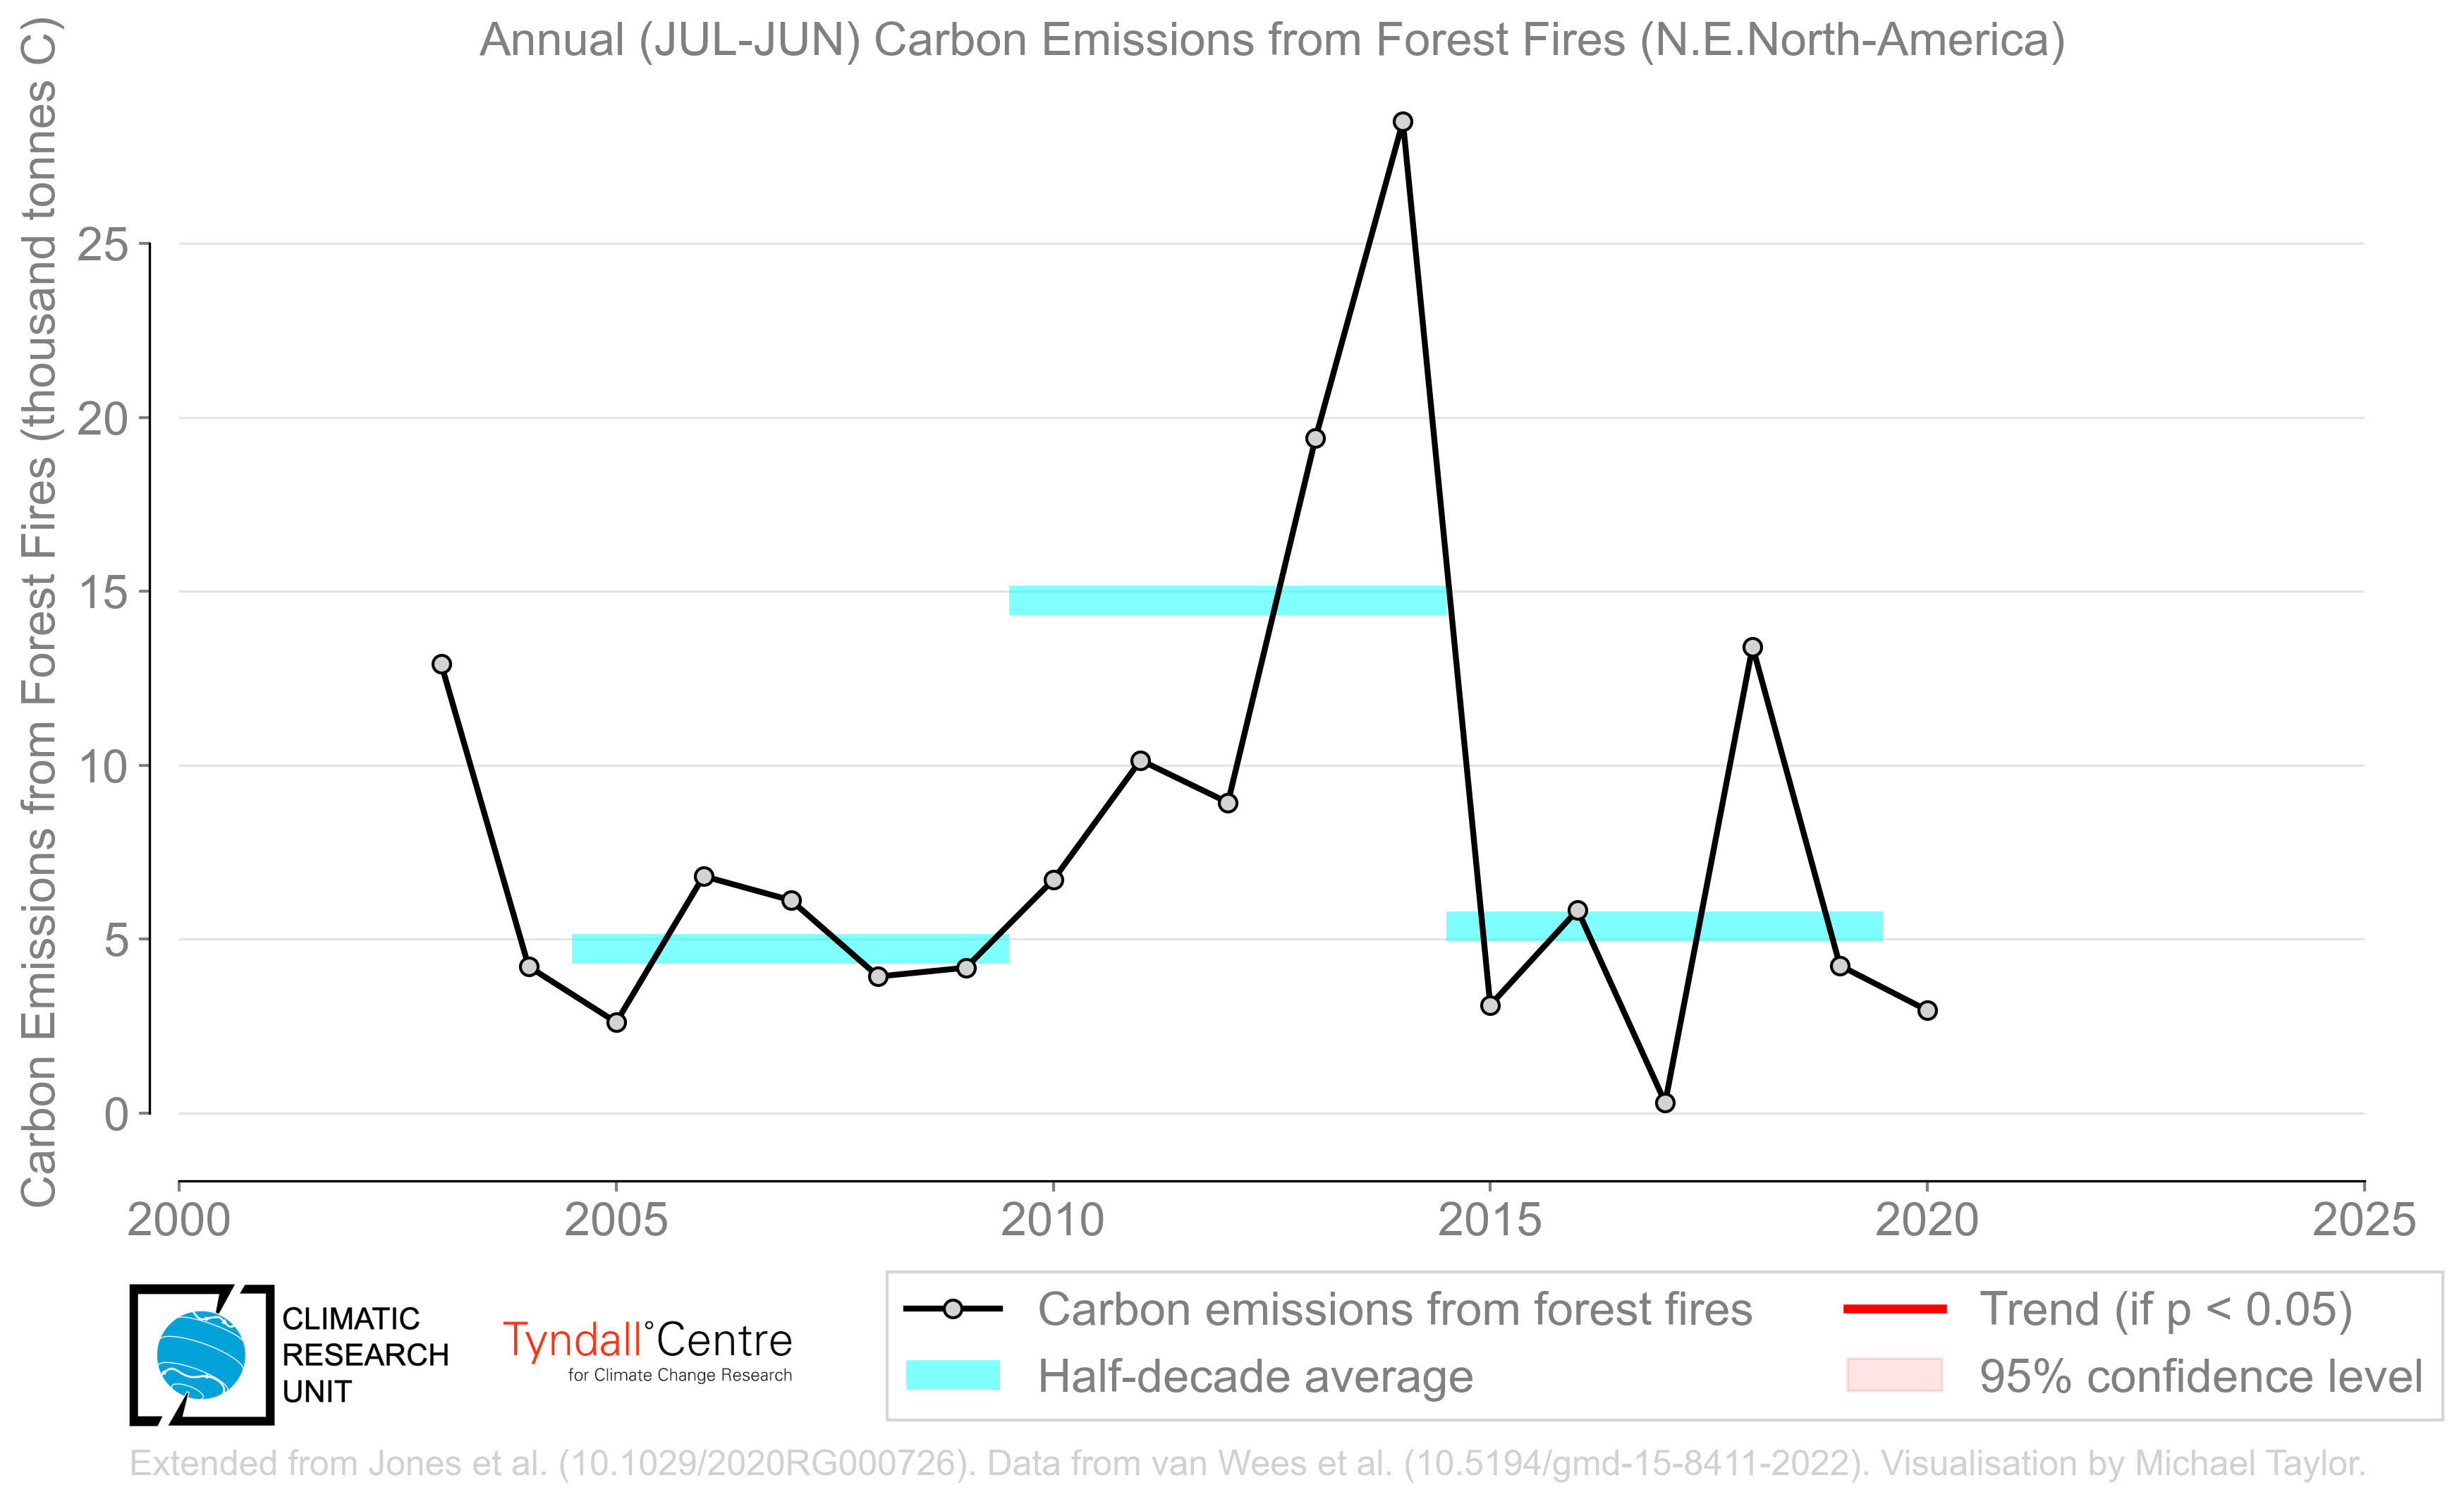 Annual (JUL-JUN) Carbon Emissions from Forest Fires (N.E.North-America)
Carbon Emissions from Forest Fires (thousand tonnes C)
25
20
15
10
5
0
2000 2005 2010 2015 2020 2025
CLIMATIC
RESEARCH
UNIT
Tyndall°Centre
for Climate Change Research
Carbon emissions from forest fires
Half-decade average
Trend (if p < 0.05)
95% confidence level
Extended from Jones et al. (10.1029/2020RG000726). Data from van Wees et al. (10.5194/gmd-15-8411-2022). Visualisation by Michael Taylor.